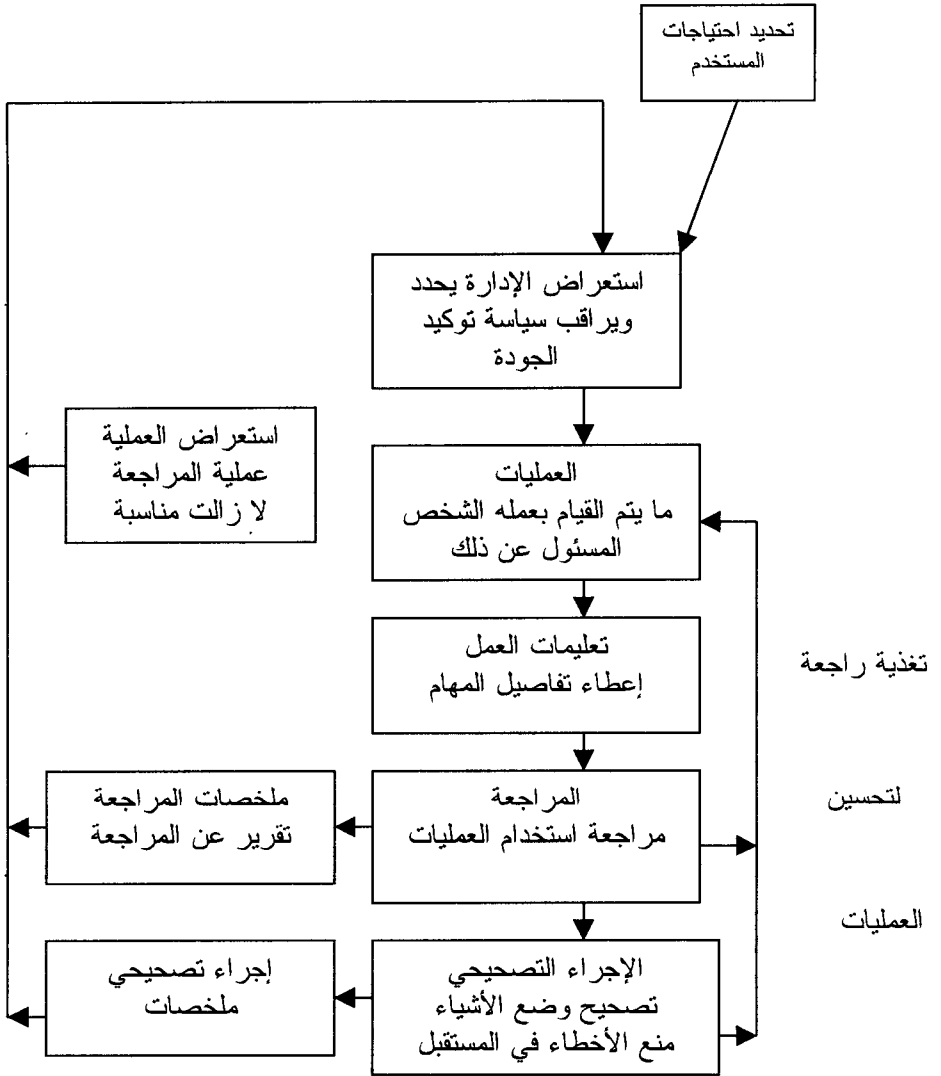 تحديد احتياجات
المستخدم
استعراض الإدارة يحدد
ويراقب سياسة توكيد
الجودة
استعراض العملية
عملية المراجعة
لا زالت مناسبة
العمليات
ما يتم القيام بعمله الشخص
المسئول عن ذلك
تعليمات العمل
إعطاء تفاصيل المهام
تغذية راجعة
لتحسين
العمليات
المراجعة
مراجعة استخدام العمليات
ملخصات المراجعة
تقرير عن المراجعة
الإجراء التصحيحي
تصحيح وضع الأشياء
منع الأخطاء في المستقبل
إجراء تصحيحي
ملخصات